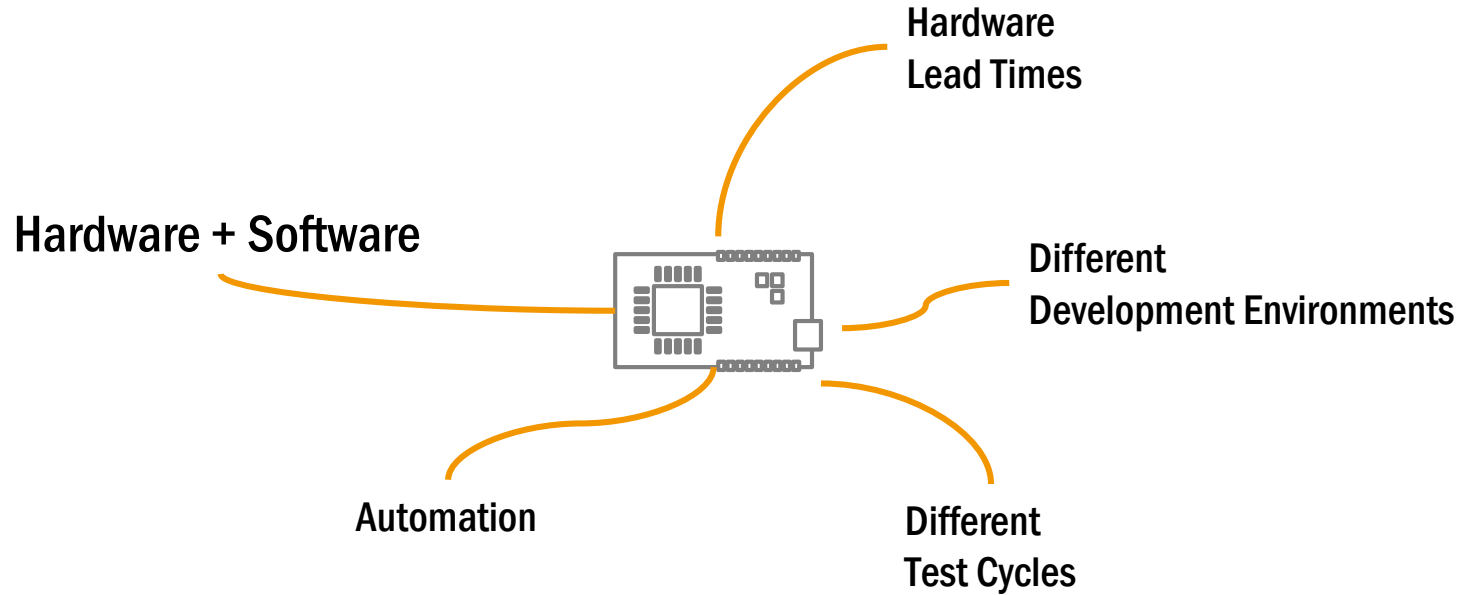 Hardware
Lead Times
Hardware + Software
Different
Development Environments
Automation
Different
Test Cycles